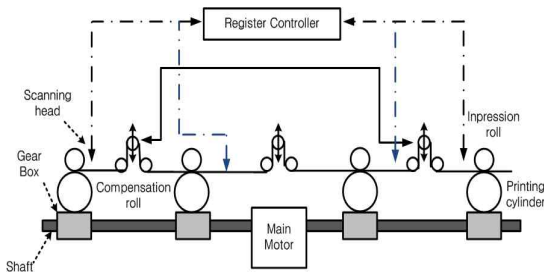 Register Controller
Scanning
head
Inpression
roll
Gear
Box
Compensation
roll
Printing
cylinder
Main
Motor
Shaft